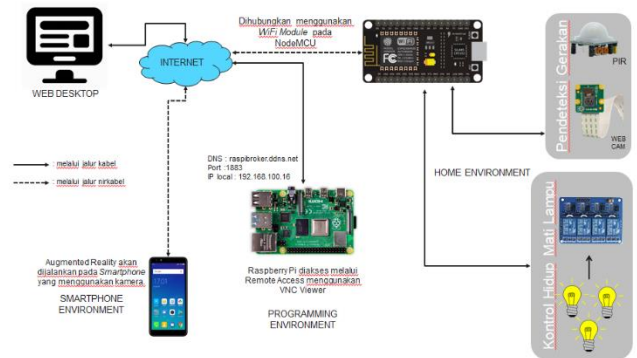 Dihubungkan menggunakan
WiFi Module pada
NodeMCU
INTERNET
WEB DESKTOP
Pendeteksi Gerakan
PIR
WEB
CAM
: melalui jalur kabel
: melalui jalur nirkabel
DNS : raspibroker.ddns.net
Port :1883
IP local : 192.168.100.16
HOME ENVIRONMENT
Kontrol Hidup Mati Lampu
Augmented Reality akan
dijalankan pada Smartphone
yang menggunakan kamera.
SMARTPHONE
ENVIRONMENT
Raspberry Pi diakses melalui
Remote Access menggunakan
VNC Viewer
PROGRAMMING
ENVIRONMENT